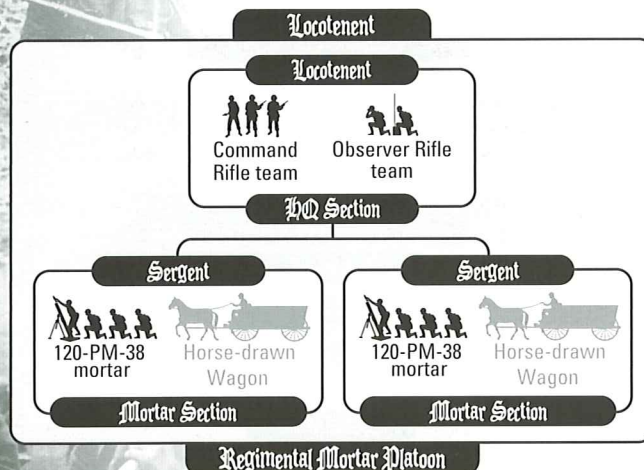 Locotenent
Locotenent
Command
Rifle team
Observer Rifle
team
HQ Section
Sergent
120-PM-38
mortar
Horse-drawn
Wagon
Mortar Section
Sergent
120-PM-38
mortar
Horse-drawn
Wagon
Mortar Section
Regimental Mortar Platoon